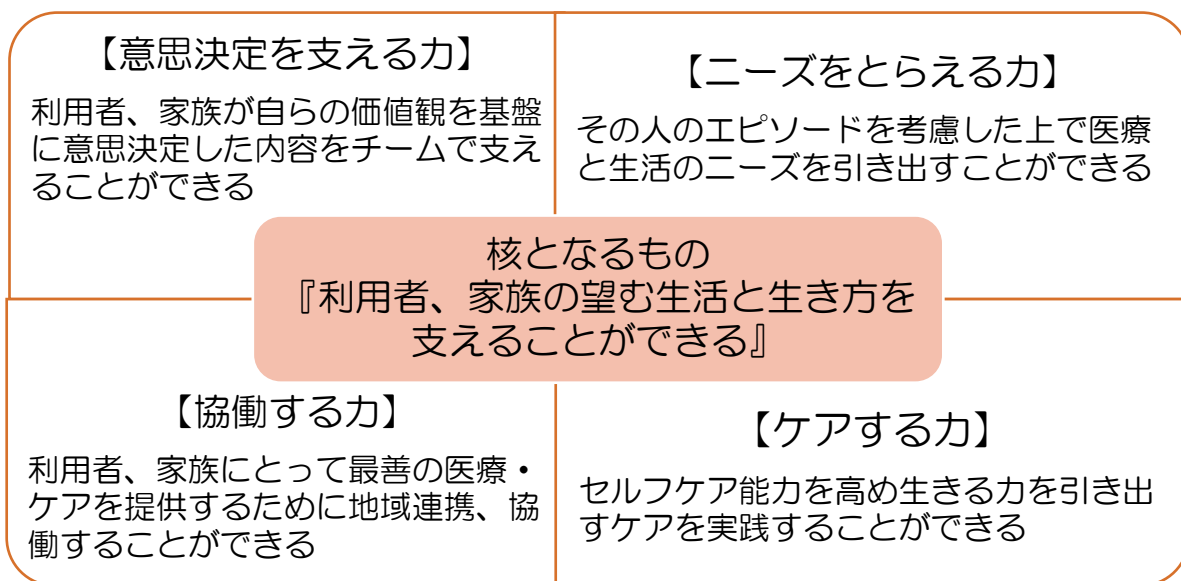 【意思決定を支える力】
利用者、家族が自らの価値観を基盤
に意思決定した内容をチームで支え
ることができる
【ニーズをとらえる力】
その人のエピソードを考慮した上で医療
と生活のニーズを引き出すことができる
核となるもの
『利用者、家族の望む生活と生き方を
支えることができる』
【協働する力】
利用者、家族にとって最善の医療・
ケアを提供するために地域連携、協
働することができる
【ケアする力】
セルフケア能力を高め生きる力を引き出
すケアを実践することができる